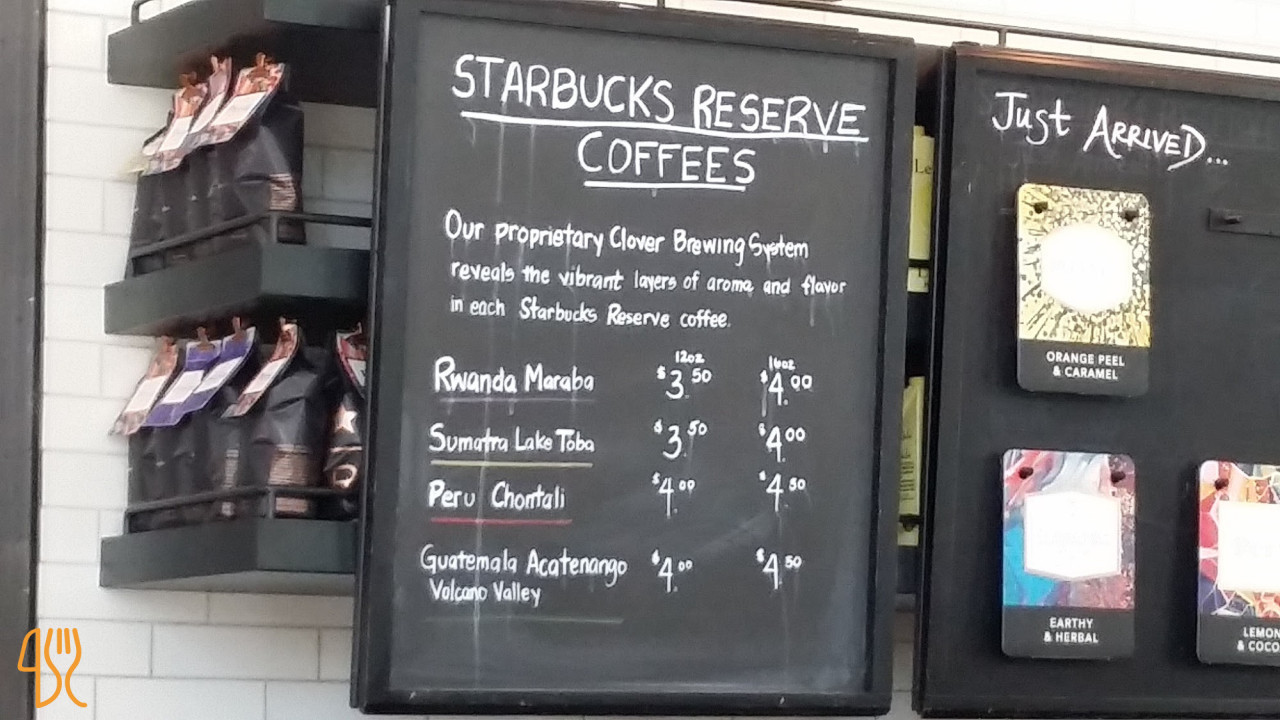 STARBUCKS RESERVE
COFFEES
Our proprietary Clover Brewing System
reveals the vibrant layers of aroma and flavor
in each Starbucks Reserve coffee.
12oz 16oz
Rwanda Maraba $3.50 $4.00
Sumatra Lake Toba $3.50 $4.00
Peru Chontali $4.00 $4.50
Guatemala Acatenango $4.00 $4.50
Volcano Valley
Le
Just ARRIVED...
ORANGE PEEL
& CARAMEL
EARTHY
& HERBAL
LEMON
& COCO